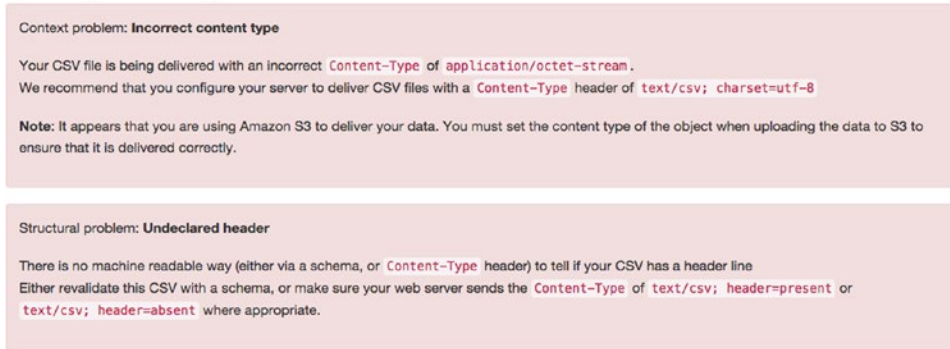 Context problem: Incorrect content type
Your CSV file is being delivered with an incorrect Content-Type of application/octet-stream.
We recommend that you configure your server to deliver CSV files with a Content-Type header of text/csv; charset=utf-8
Note: It appears that you are using Amazon S3 to deliver your data. You must set the content type of the object when uploading the data to S3 to
ensure that it is delivered correctly.
Structural problem: Undeclared header
There is no machine readable way (either via a schema, or Content-Type header) to tell if your CSV has a header line
Either revalidate this CSV with a schema, or make sure your web server sends the Content-Type of text/csv; header=present or
text/csv; header=absent where appropriate.